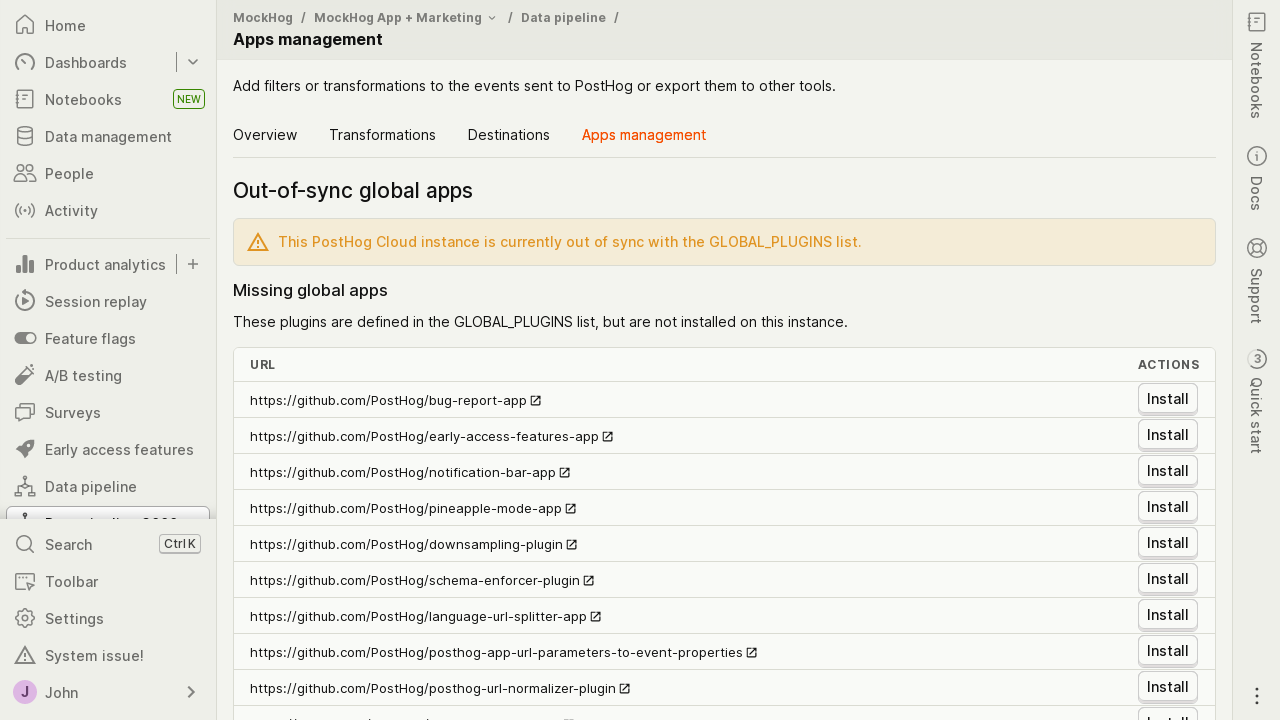 Home
Dashboards
Notebooks NEW
Data management
People
Activity
Product analytics
Session replay
Feature flags
A/B testing
Surveys
Early access features
Data pipeline
Search Ctrl K
Toolbar
Settings
System issue!
J John
MockHog / MockHog App + Marketing / Data pipeline /
Apps management
Add filters or transformations to the events sent to PostHog or export them to other tools.
Overview Transformations Destinations Apps management
Out-of-sync global apps
This PostHog Cloud instance is currently out of sync with the GLOBAL_PLUGINS list.
Missing global apps
These plugins are defined in the GLOBAL_PLUGINS list, but are not installed on this instance.
URL ACTIONS
https://github.com/PostHog/bug-report-app Install
https://github.com/PostHog/early-access-features-app Install
https://github.com/PostHog/notification-bar-app Install
https://github.com/PostHog/pineapple-mode-app Install
https://github.com/PostHog/downsampling-plugin Install
https://github.com/PostHog/schema-enforcer-plugin Install
https://github.com/PostHog/language-url-splitter-app Install
https://github.com/PostHog/posthog-app-url-parameters-to-event-properties Install
https://github.com/PostHog/posthog-url-normalizer-plugin Install
Notebooks
Docs
Support
3 Quick start